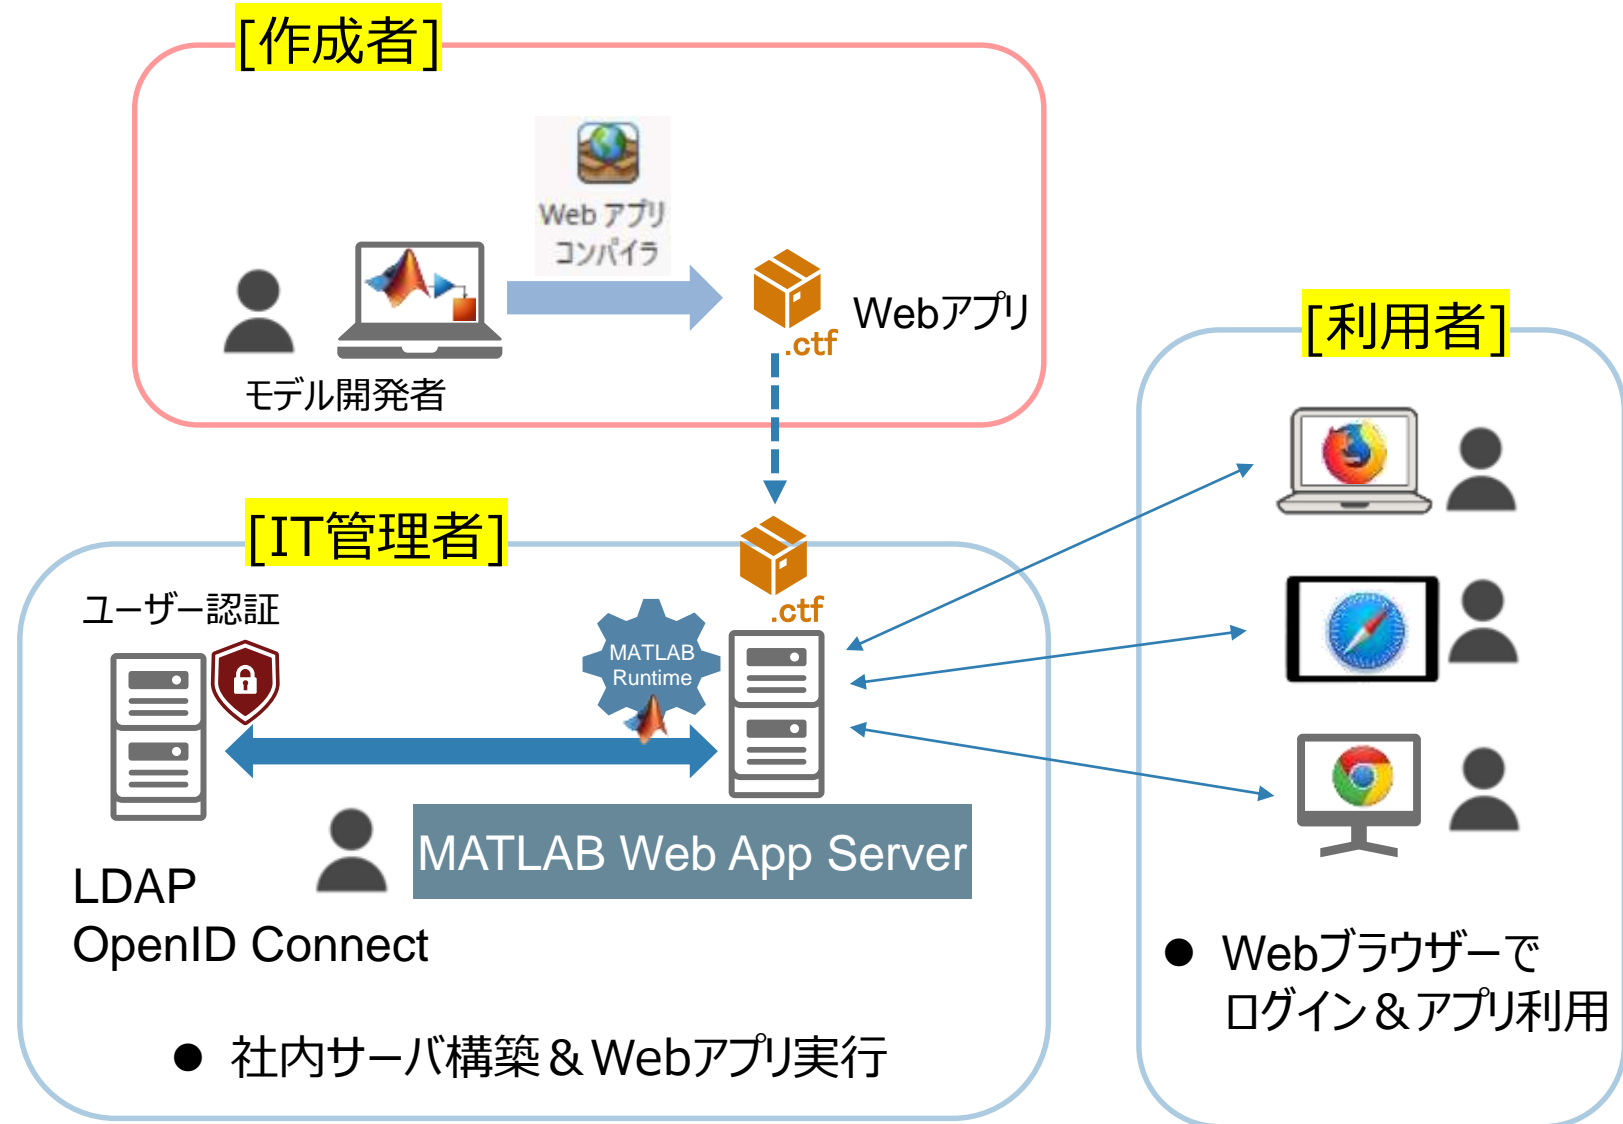 [作成者]
Web アプリ
コンパイラ
.ctf
Webアプリ
モデル開発者
[IT管理者]
.ctf
ユーザー認証
MATLAB
Runtime
MATLAB Web App Server
LDAP
OpenID Connect
● 社内サーバ構築＆Webアプリ実行
[利用者]
● Webブラウザーで
ログイン＆アプリ利用